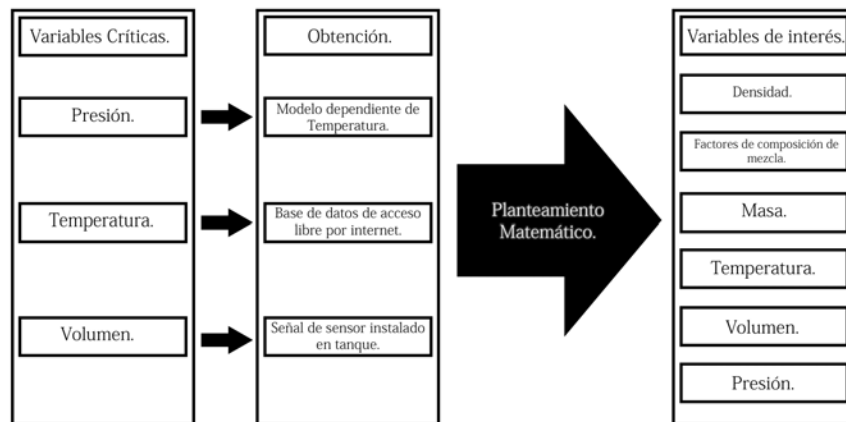 Variables Críticas.
Presión.
Temperatura.
Volumen.
Obtención.
Modelo dependiente de
Temperatura.
Base de datos de acceso
libre por internet.
Señal de sensor instalado
en tanque.
Planteamiento
Matemático.
Variables de interés.
Densidad.
Factores de composición de
mezcla.
Masa.
Temperatura.
Volumen.
Presión.